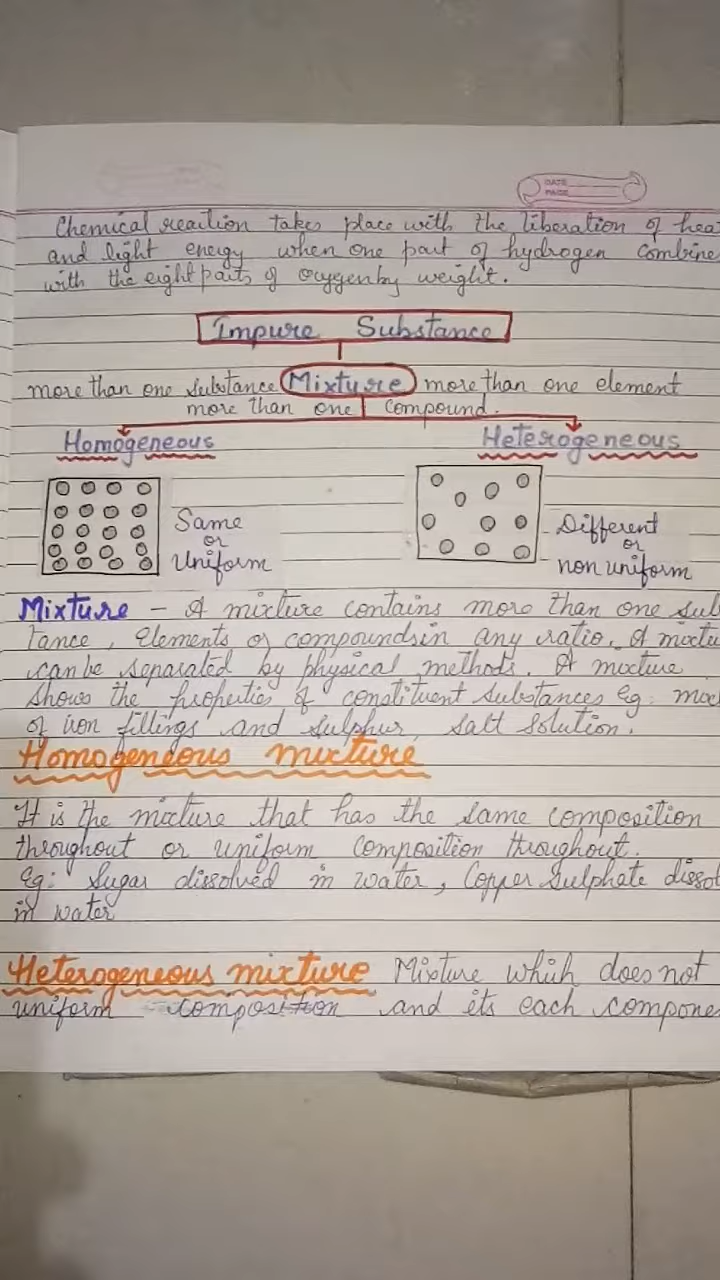 DATE
PAGE
Chemical reaction takes place with the liberation of hea
and light energy when one part of hydrogen combine
with the eight parts of oxygen by weight.
Impure Substance
more than one substance Mixture more than one element
more than one compound.
Homogeneous Heterogeneous
Same
or
Uniform
Different
or
non uniform
Mixture - A mixture contains more than one sub
tance, elements or compounds in any ratio. A mixtu
can be separated by physical methods. A mixture
shows the properties of constituent substances eg: mix
of iron fillings and sulphur, salt solution.
Homogeneous mixture
It is the mixture that has the same composition
throughout or uniform composition throughout.
Eg: Sugar dissolved in water, Copper Sulphate dissol
in water
Heterogeneous mixture Mixture which does not
uniform composition and its each compone